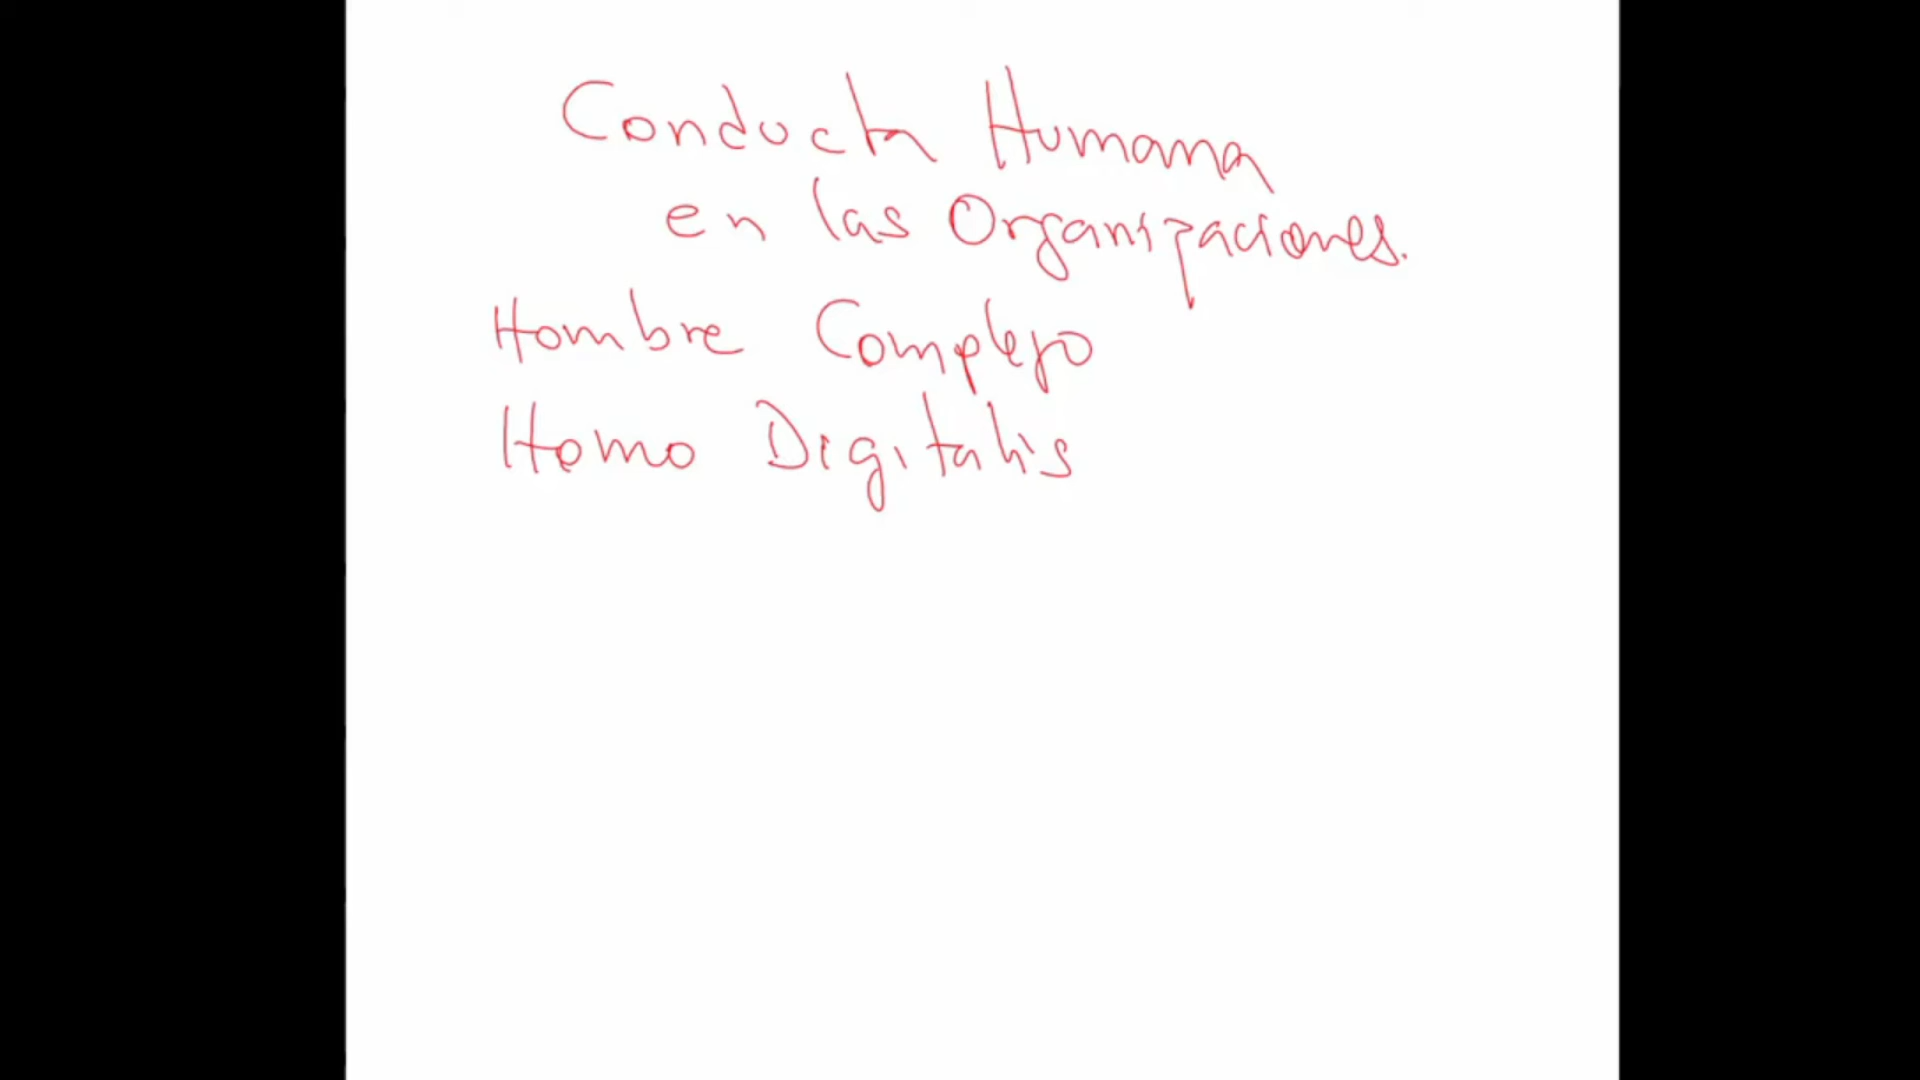 Conducta Humana
en las Organizaciones.
Hombre Complejo
Homo Digitalis